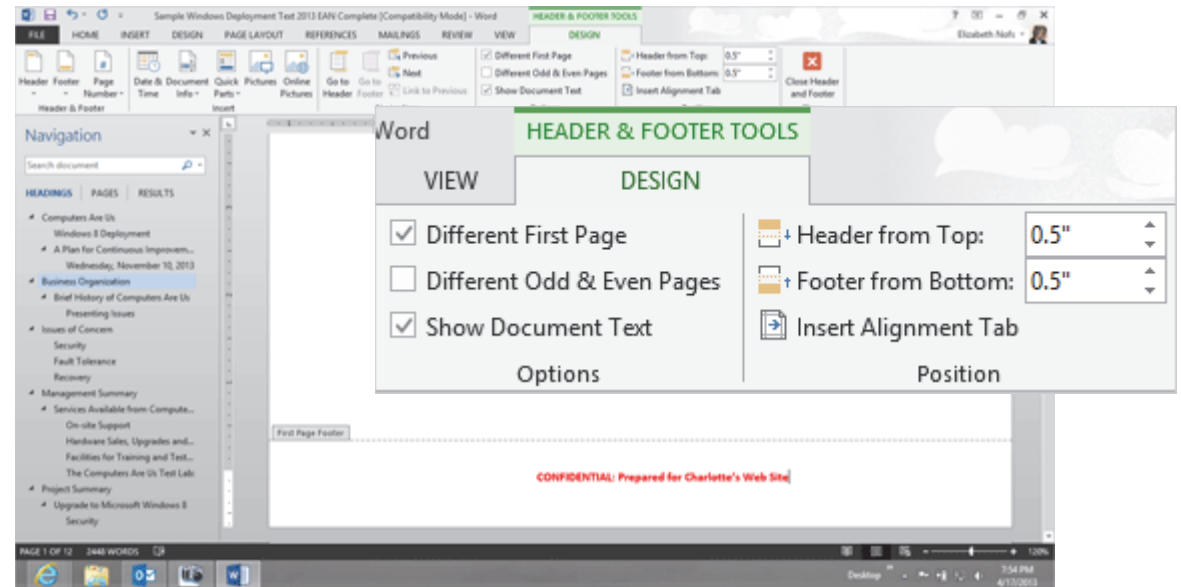 Sample Windows Deployment Text 2013 EAN Complete [Compatibility Mode] - Word
HEADER & FOOTER TOOLS
FILE HOME INSERT DESIGN PAGE LAYOUT REFERENCES MAILINGS REVIEW VIEW DESIGN
Elizabeth Nofs
Header Footer Page Number
Date & Time
Document Info
Quick Parts
Pictures
Online Pictures
Go to Header
Go to Footer
Previous
Next
Link to Previous
Different First Page
Different Odd & Even Pages
Show Document Text
Header from Top: 0.5"
Footer from Bottom: 0.5"
Insert Alignment Tab
Close Header and Footer
Header & Footer
Insert
Word
HEADER & FOOTER TOOLS
VIEW DESIGN
Different First Page
Different Odd & Even Pages
Show Document Text
Options
Header from Top: 0.5"
Footer from Bottom: 0.5"
Insert Alignment Tab
Position
Navigation
Search document
HEADINGS PAGES RESULTS
Computers Are Us
Windows 8 Deployment
A Plan for Continuous Improvem...
Wednesday, November 10, 2013
Business Organization
Brief History of Computers Are Us
Presenting Issues
Issues of Concern
Security
Fault Tolerance
Recovery
Management Summary
Services Available from Compute...
On-site Support
Hardware Sales, Upgrades and...
Facilities for Training and Test...
The Computers Are Us Test Lab:
Project Summary
Upgrade to Microsoft Windows 8
Security
First Page Footer
CONFIDENTIAL: Prepared for Charlotte's Web Site
PAGE 1 OF 12 2448 WORDS
120%
Desktop
7:54 PM
4/17/2013